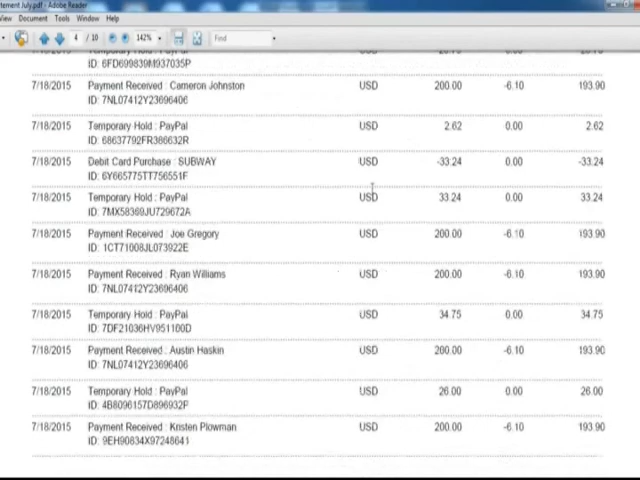 tement July.pdf - Adobe Reader
View Document Tools Window Help
4 / 10 142% Find
ID: 6FD699839M937035P
7/18/2015 Payment Received : Cameron Johnston USD 200.00 -6.10 193.90
ID: 7NL07412Y23696406
7/18/2015 Temporary Hold : PayPal USD 2.62 0.00 2.62
ID: 68637792FR386632R
7/18/2015 Debit Card Purchase : SUBWAY USD -33.24 0.00 -33.24
ID: 6Y665775TT756551F
7/18/2015 Temporary Hold : PayPal USD 33.24 0.00 33.24
ID: 7MX58369JU729672A
7/18/2015 Payment Received : Joe Gregory USD 200.00 -6.10 193.90
ID: 1CT71008JL073922E
7/18/2015 Payment Received : Ryan Williams USD 200.00 -6.10 193.90
ID: 7NL07412Y23696406
7/18/2015 Temporary Hold : PayPal USD 34.75 0.00 34.75
ID: 7DF21036HV951100D
7/18/2015 Payment Received : Austin Haskin USD 200.00 -6.10 193.90
ID: 7NL07412Y23696406
7/18/2015 Temporary Hold : PayPal USD 26.00 0.00 26.00
ID: 4B8096157D896932P
7/18/2015 Payment Received : Kristen Plowman USD 200.00 -6.10 193.90
ID: 9EH90834X97248641